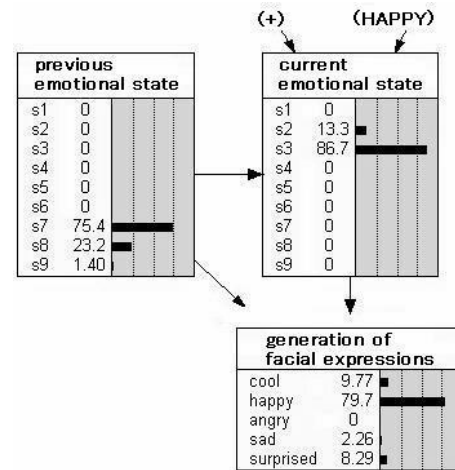 (+)
(HAPPY)
previous
emotional state
s1 0
s2 0
s3 0
s4 0
s5 0
s6 0
s7 75.4
s8 23.2
s9 1.40
current
emotional state
s1 0
s2 13.3
s3 86.7
s4 0
s5 0
s6 0
s7 0
s8 0
s9 0
generation of
facial expressions
cool 9.77
happy 79.7
angry 0
sad 2.26
surprised 8.29